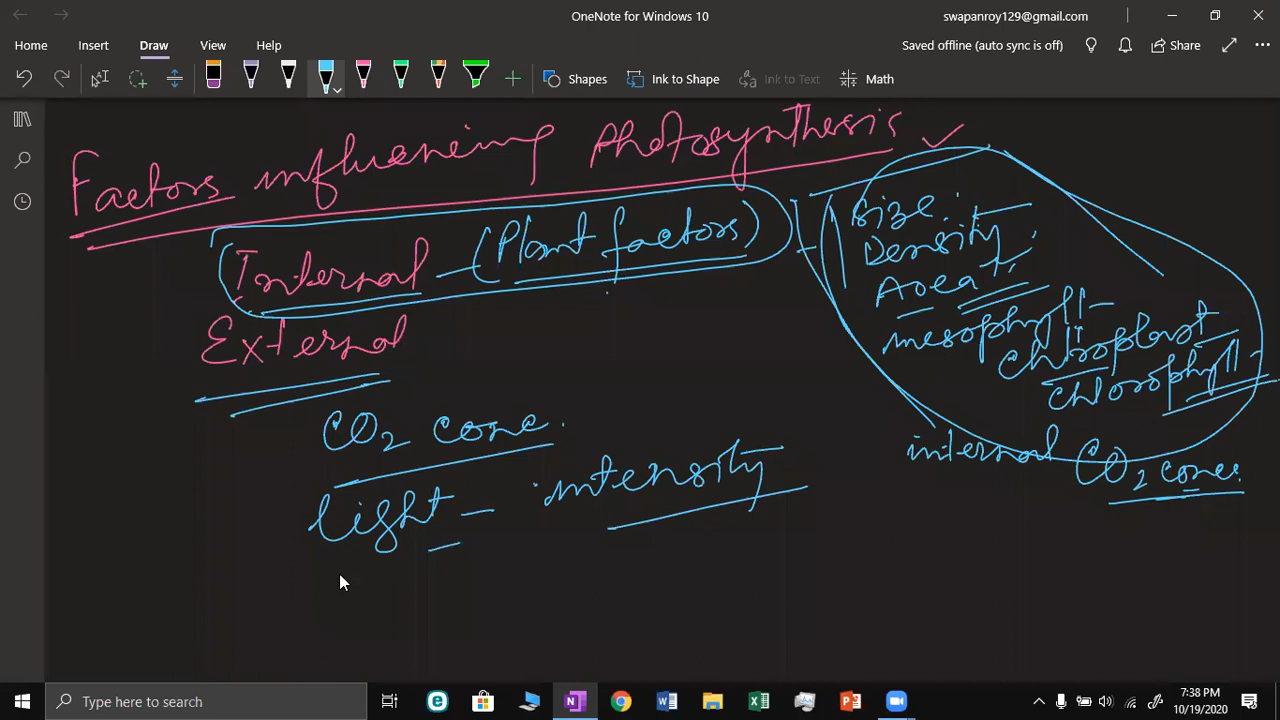 OneNote for Windows 10
swapanroy129@gmail.com
Home Insert Draw View Help
Saved offline (auto sync is off)
Share
Shapes
Ink to Shape
Ink to Text
Math
Factors influencing Photosynthesis
Internal - (Plant factors)
Size.
Density
Area
mesophyll -
Chloroplast
chlorophyll
internal CO2 conc.
External
CO2 conc.
light - intensity
Type here to search
7:38 PM
10/19/2020